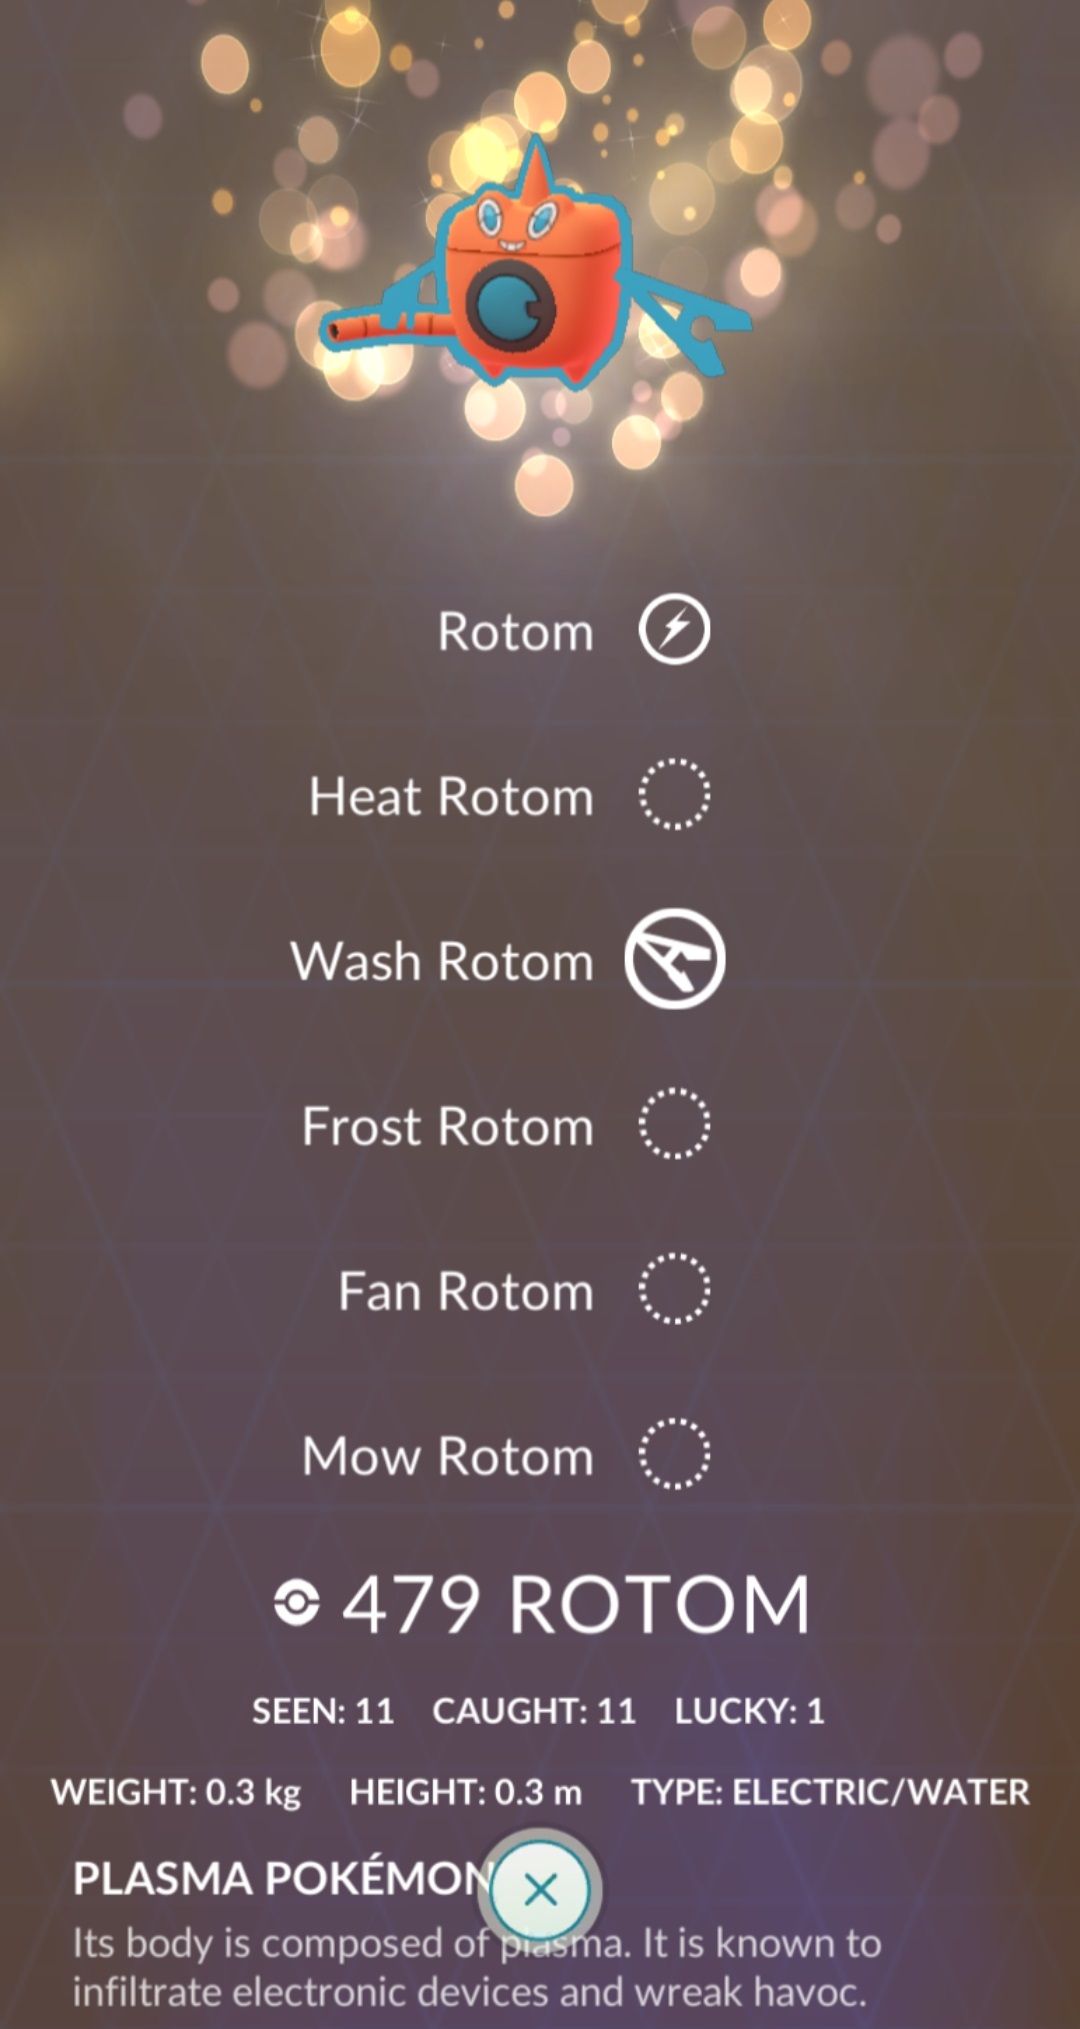 Rotom
Heat Rotom
Wash Rotom
Frost Rotom
Fan Rotom
Mow Rotom
479 ROTOM
SEEN: 11 CAUGHT: 11 LUCKY: 1
WEIGHT: 0.3 kg HEIGHT: 0.3 m TYPE: ELECTRIC/WATER
PLASMA POKÉMON
Its body is composed of plasma. It is known to
infiltrate electronic devices and wreak havoc.